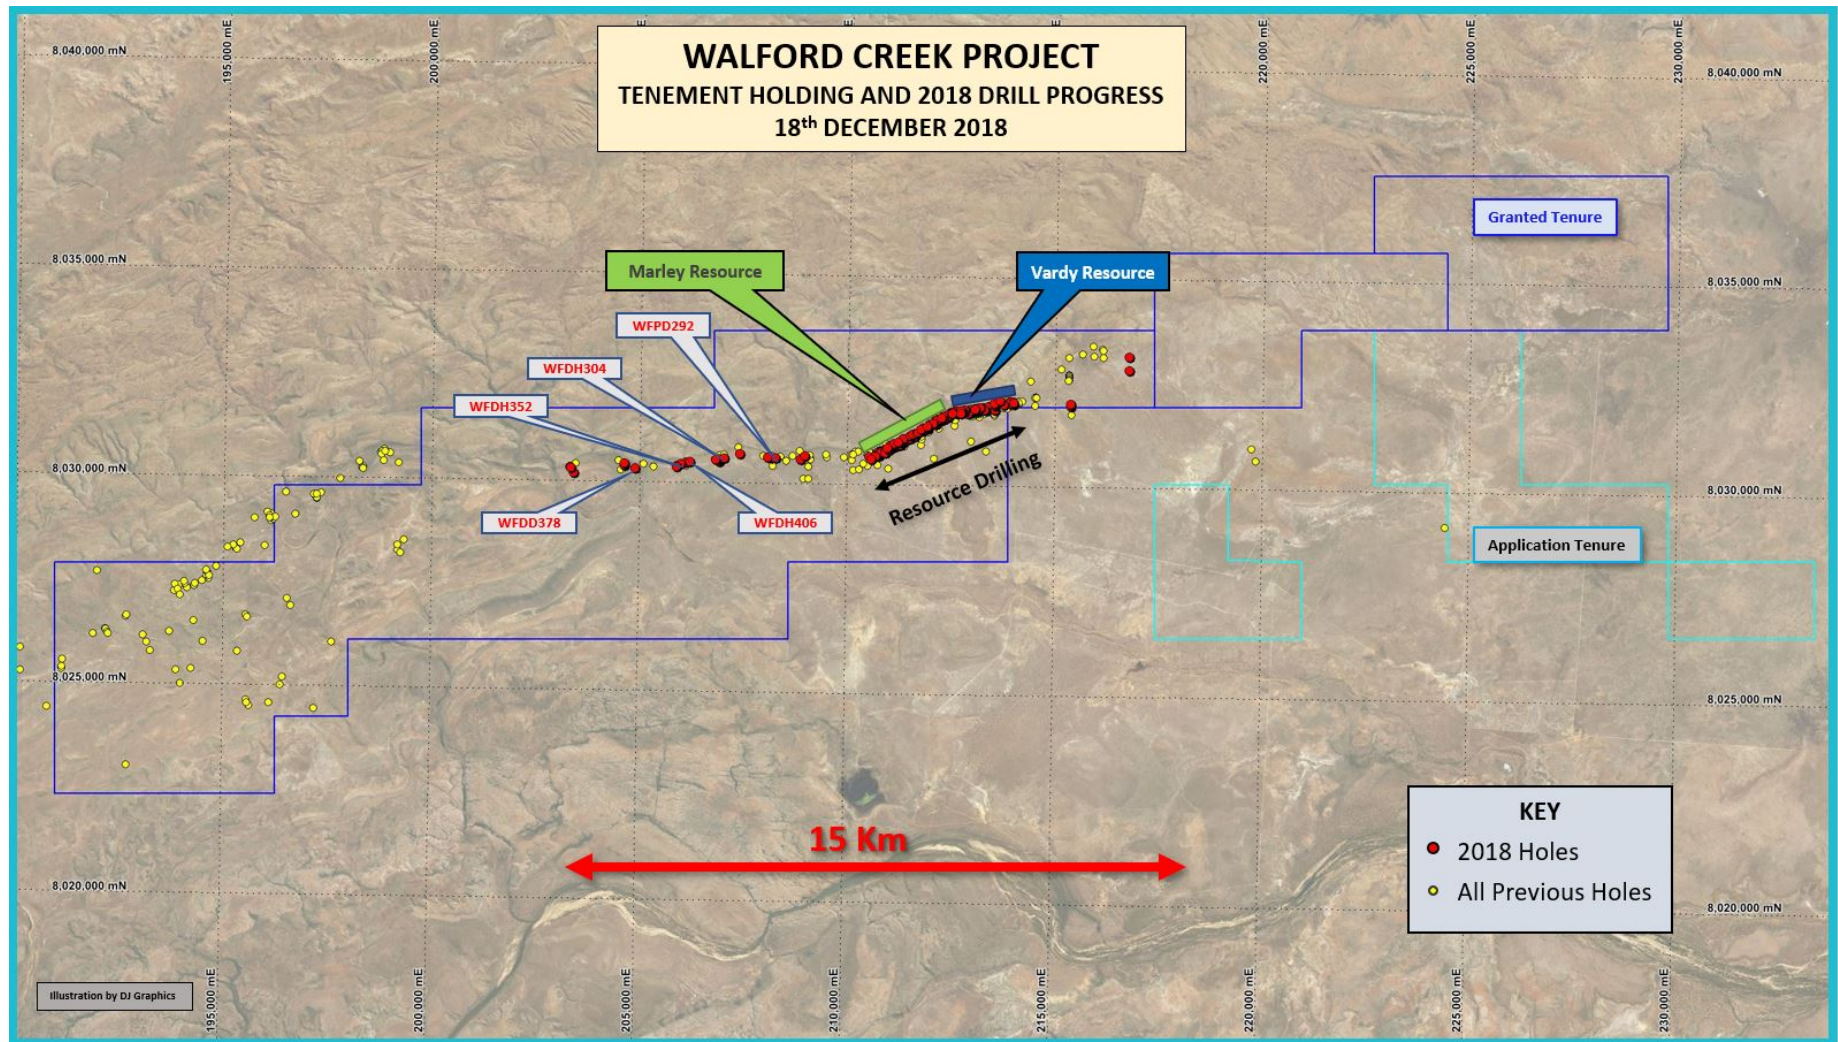 WALFORD CREEK PROJECT
TENEMENT HOLDING AND 2018 DRILL PROGRESS
18th DECEMBER 2018
195,000 mE
200,000 mE
220,000 mE
225,000 mE
230,000 mE
8,040,000 mN
8,040,000 mN
Granted Tenure
8,035,000 mN
Marley Resource
Vardy Resource
8,035,000 mN
WFPD292
WFDH304
WFDH352
8,030,000 mN
Resource Drilling
8,030,000 mN
WFDD378
WFDH406
Application Tenure
8,025,000 mN
8,025,000 mN
15 Km
KEY
2018 Holes
All Previous Holes
8,020,000 mN
8,020,000 mN
Illustration by DJ Graphics
195,000 mE
200,000 mE
205,000 mE
210,000 mE
215,000 mE
220,000 mE
225,000 mE
230,000 mE